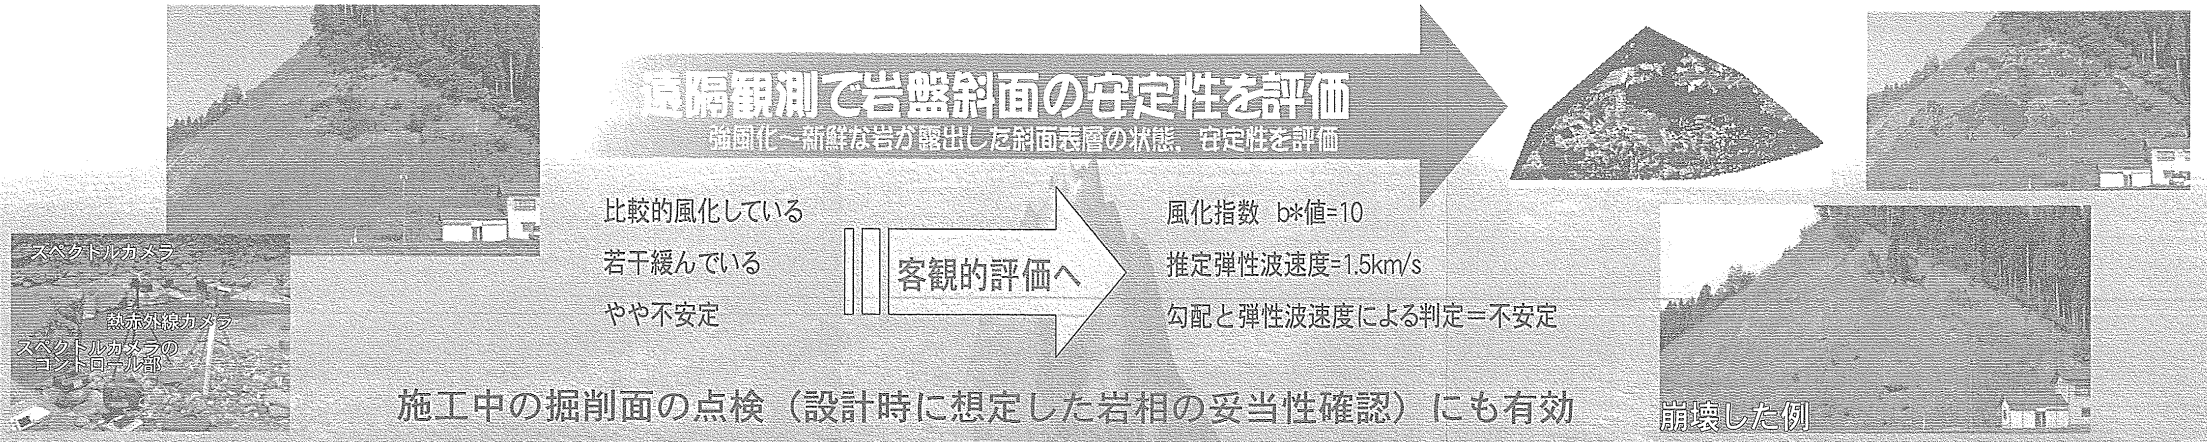 遠隔観測で岩盤斜面の安定性を評価
強風化～新鮮な岩が露出した斜面表層の状態，安定性を評価
スペクトルカメラ
熱赤外線カメラ
スペクトルカメラの
コントロール部
比較的風化している
若干緩んでいる
やや不安定
客観的評価へ
風化指数 b*値=10
推定弾性波速度=1.5km/s
勾配と弾性波速度による判定＝不安定
崩壊した例
施工中の掘削面の点検（設計時に想定した岩相の妥当性確認）にも有効